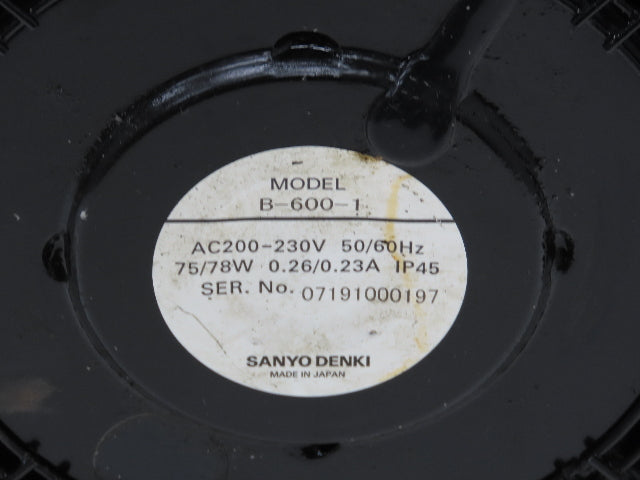 MODEL
B-600-1
AC200-230V 50/60Hz
75/78W 0.26/0.23A IP45
SER. No. 07191000197
SANYO DENKI
MADE IN JAPAN